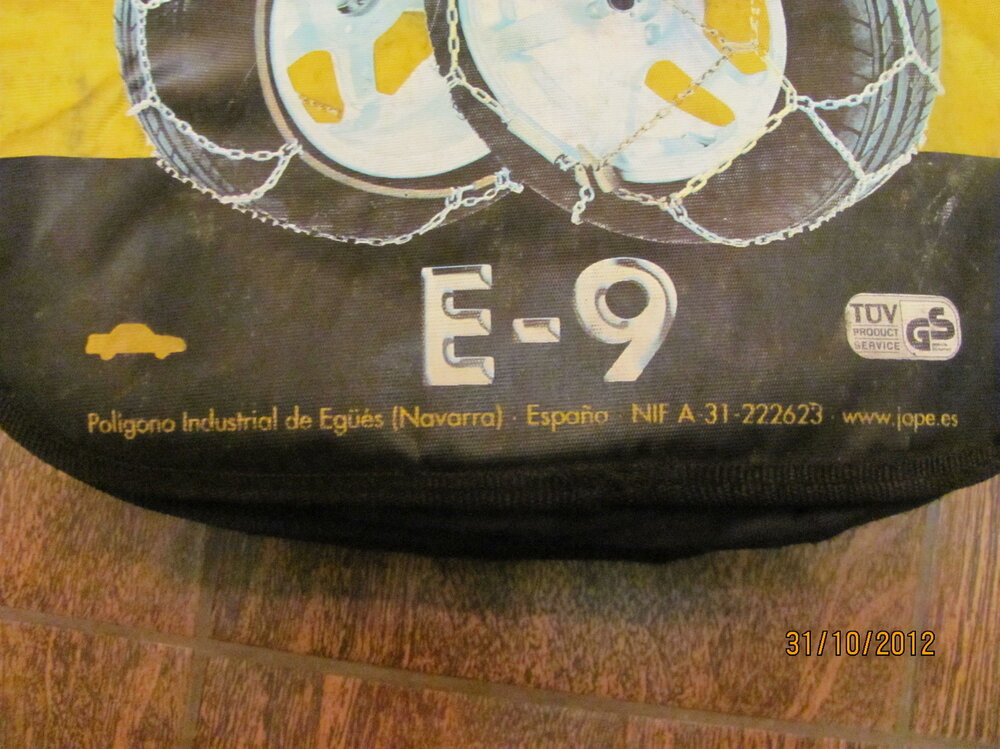 E-9
TÜV
PRODUCT
SERVICE
GS
Poligono Industrial de Egüés (Navarra) · España · NIF A 31-222623 · www.jope.es
31/10/2012